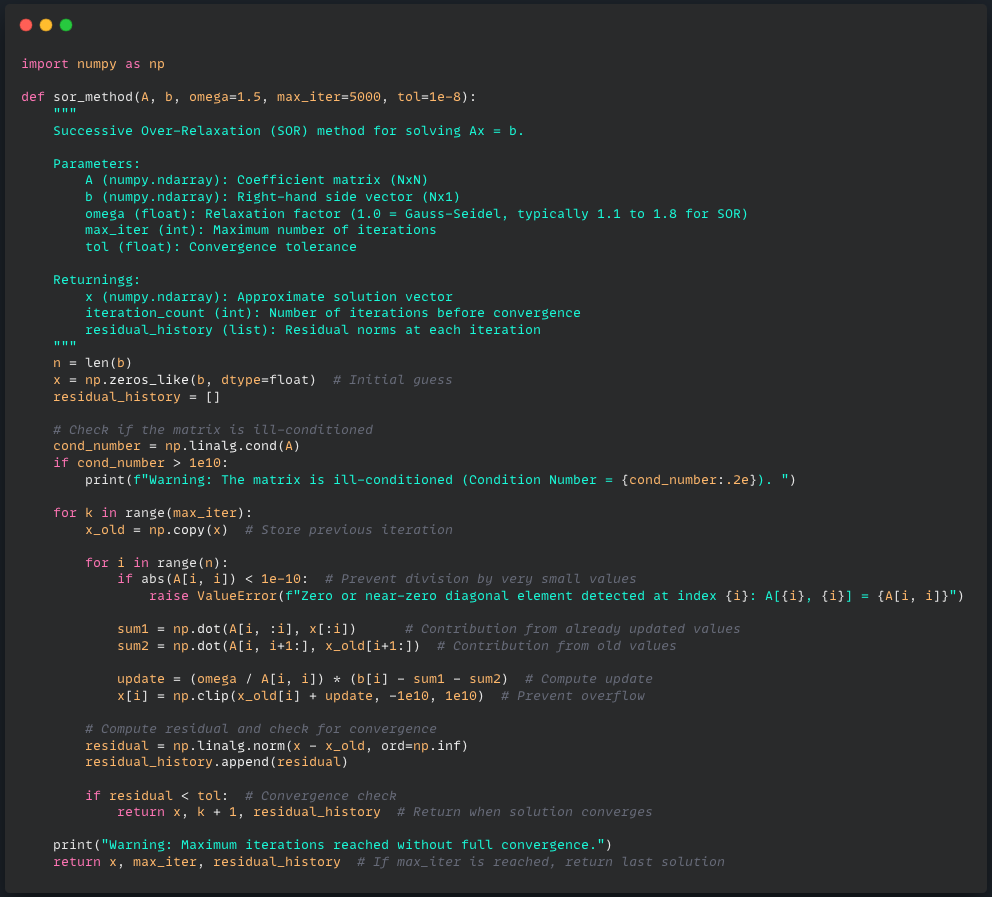 import numpy as np

def sor_method(A, b, omega=1.5, max_iter=5000, tol=1e-8):
    """
    Successive Over-Relaxation (SOR) method for solving Ax = b.

    Parameters:
        A (numpy.ndarray): Coefficient matrix (NxN)
        b (numpy.ndarray): Right-hand side vector (Nx1)
        omega (float): Relaxation factor (1.0 = Gauss-Seidel, typically 1.1 to 1.8 for SOR)
        max_iter (int): Maximum number of iterations
        tol (float): Convergence tolerance

    Returningg:
        x (numpy.ndarray): Approximate solution vector
        iteration_count (int): Number of iterations before convergence
        residual_history (list): Residual norms at each iteration
    """
    n = len(b)
    x = np.zeros_like(b, dtype=float)  # Initial guess
    residual_history = []

    # Check if the matrix is ill-conditioned
    cond_number = np.linalg.cond(A)
    if cond_number > 1e10:
        print(f"Warning: The matrix is ill-conditioned (Condition Number = {cond_number:.2e}). ")

    for k in range(max_iter):
        x_old = np.copy(x)  # Store previous iteration

        for i in range(n):
            if abs(A[i, i]) < 1e-10:  # Prevent division by very small values
                raise ValueError(f"Zero or near-zero diagonal element detected at index {i}: A[{i}, {i}] = {A[i, i]}")

            sum1 = np.dot(A[i, :i], x[:i])      # Contribution from already updated values
            sum2 = np.dot(A[i, i+1:], x_old[i+1:])  # Contribution from old values

            update = (omega / A[i, i]) * (b[i] - sum1 - sum2)  # Compute update
            x[i] = np.clip(x_old[i] + update, -1e10, 1e10)  # Prevent overflow

        # Compute residual and check for convergence
        residual = np.linalg.norm(x - x_old, ord=np.inf)
        residual_history.append(residual)

        if residual < tol:  # Convergence check
            return x, k + 1, residual_history  # Return when solution converges

    print("Warning: Maximum iterations reached without full convergence.")
    return x, max_iter, residual_history  # If max_iter is reached, return last solution